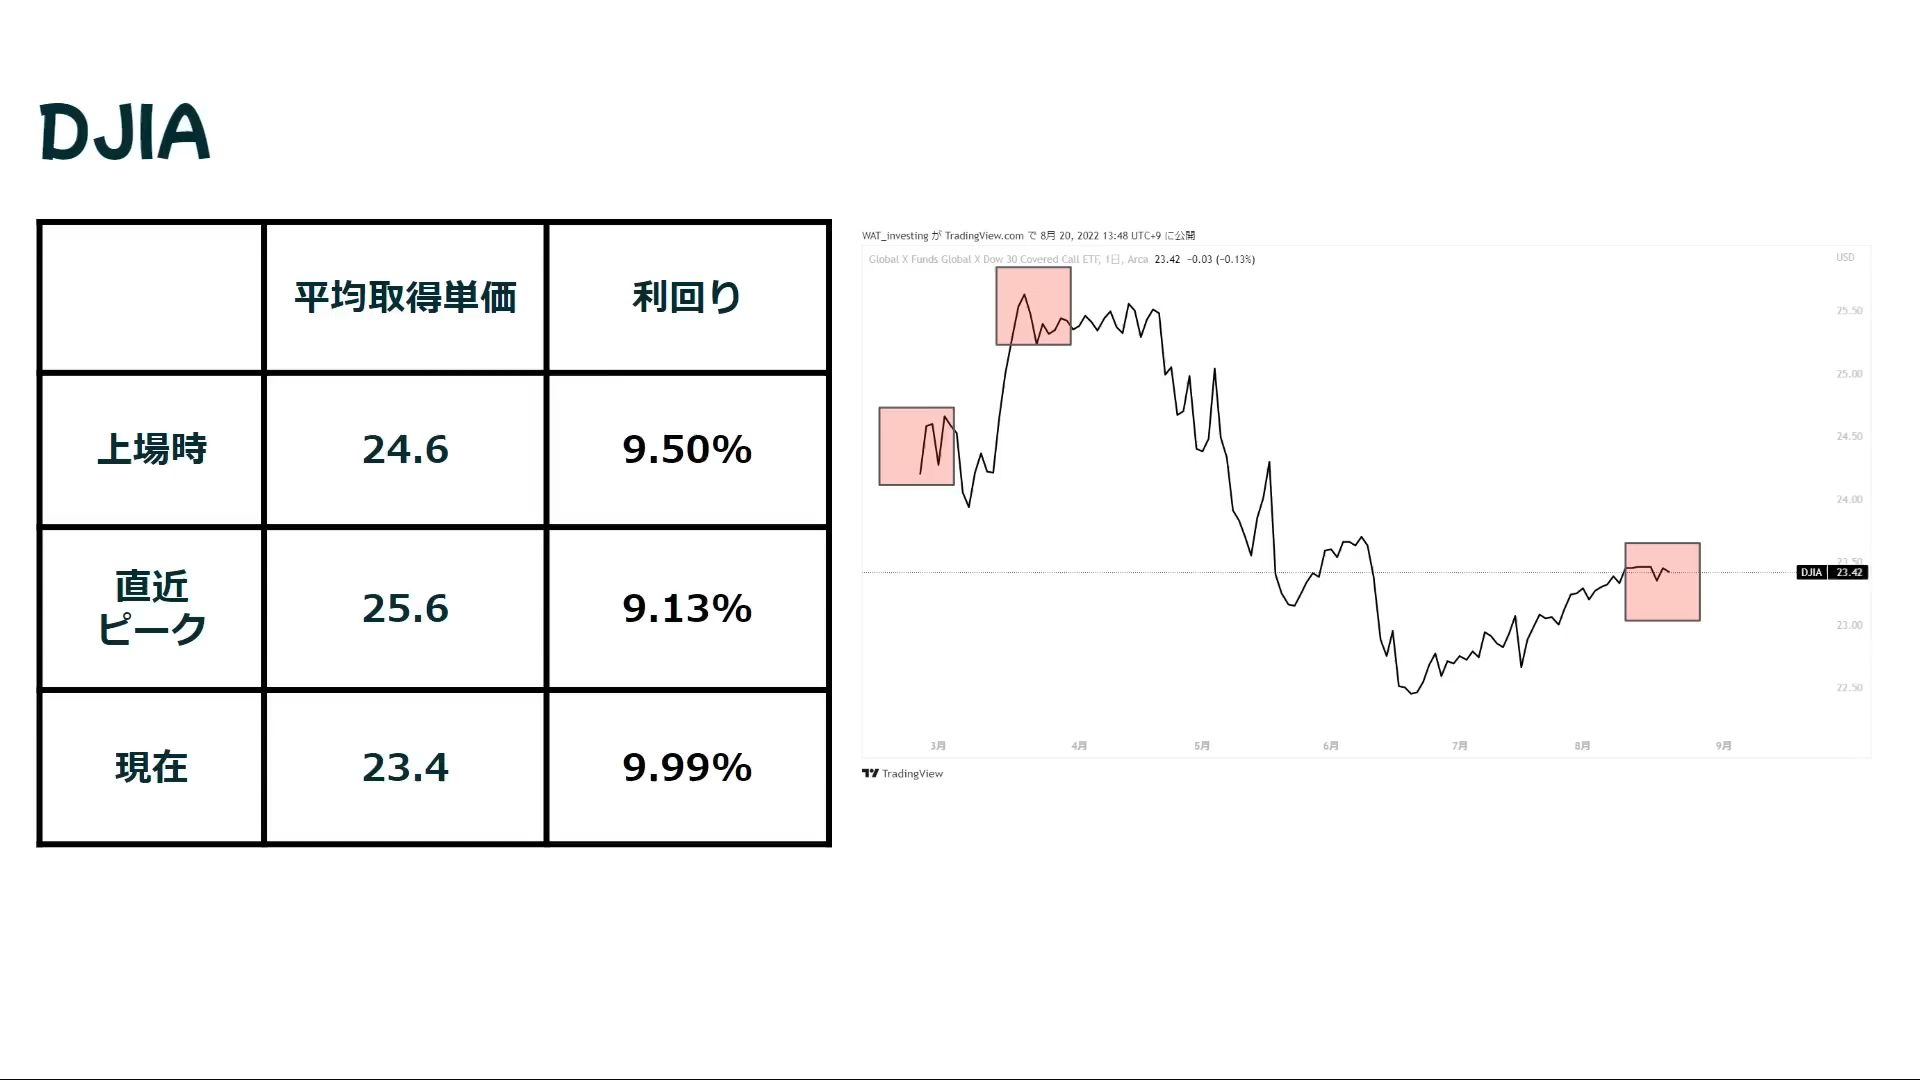 DJIA
平均取得単価 利回り
上場時 24.6 9.50%
直近
ピーク 25.6 9.13%
現在 23.4 9.99%
WAT_investing が TradingView.com で 8月 20, 2022 13:48 UTC+9 に公開
Global X Funds Global X Dow 30 Covered Call ETF, 1日, Arca 23.42 −0.03 (−0.13%)
USD
25.50
25.00
24.50
24.00
23.50
DJIA 23.42
23.00
22.50
3月 4月 5月 6月 7月 8月 9月
TradingView